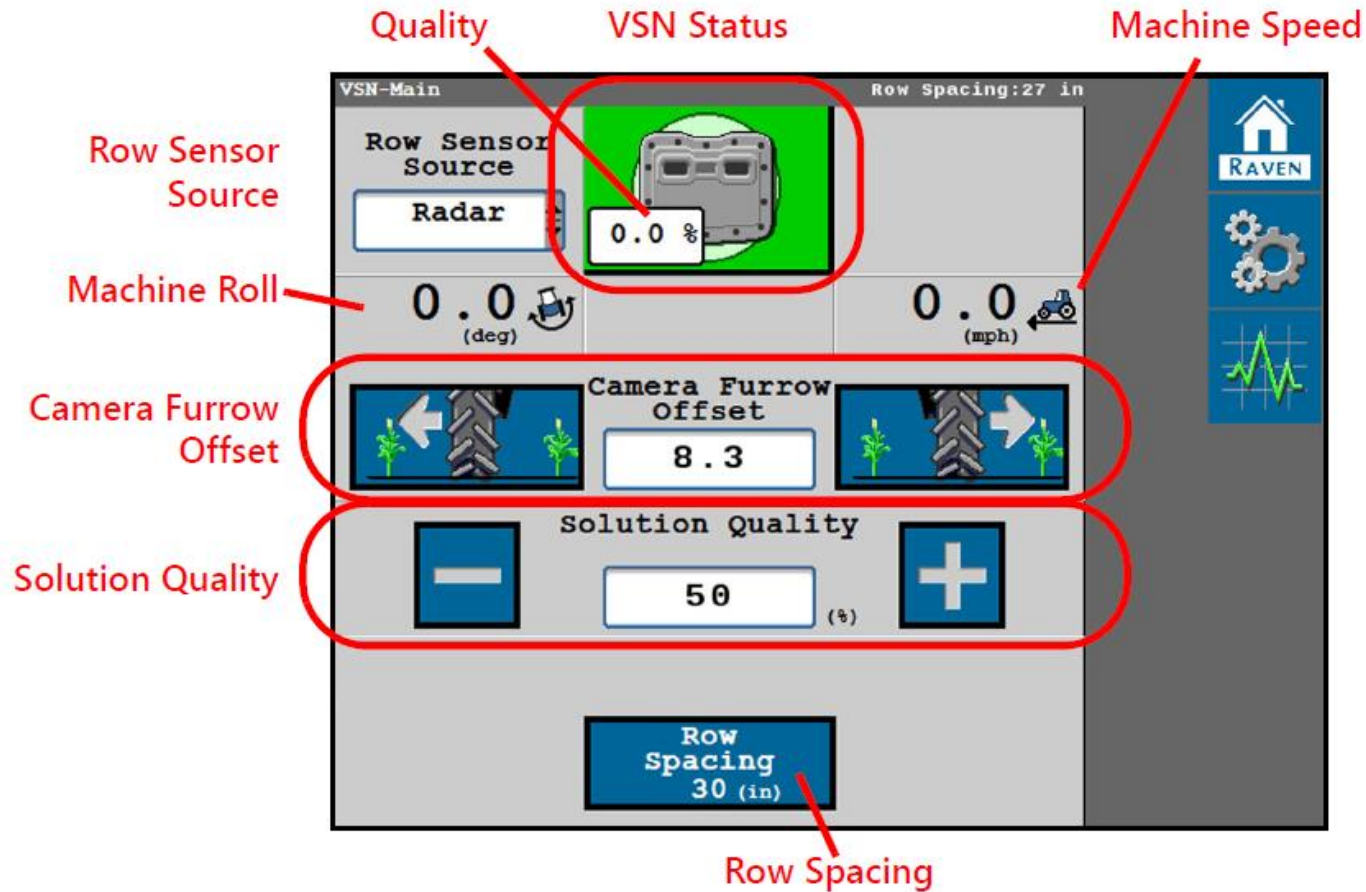 Quality
VSN Status
Machine Speed
VSN-Main
Row Spacing:27 in
Row Sensor
Source
Row Sensor
Source
Radar
0.0 %
RAVEN
Machine Roll
0.0
(deg)
0.0
(mph)
Camera Furrow
Offset
Camera Furrow
Offset
8.3
Solution Quality
Solution Quality
50
(%)
Row
Spacing
30 (in)
Row Spacing